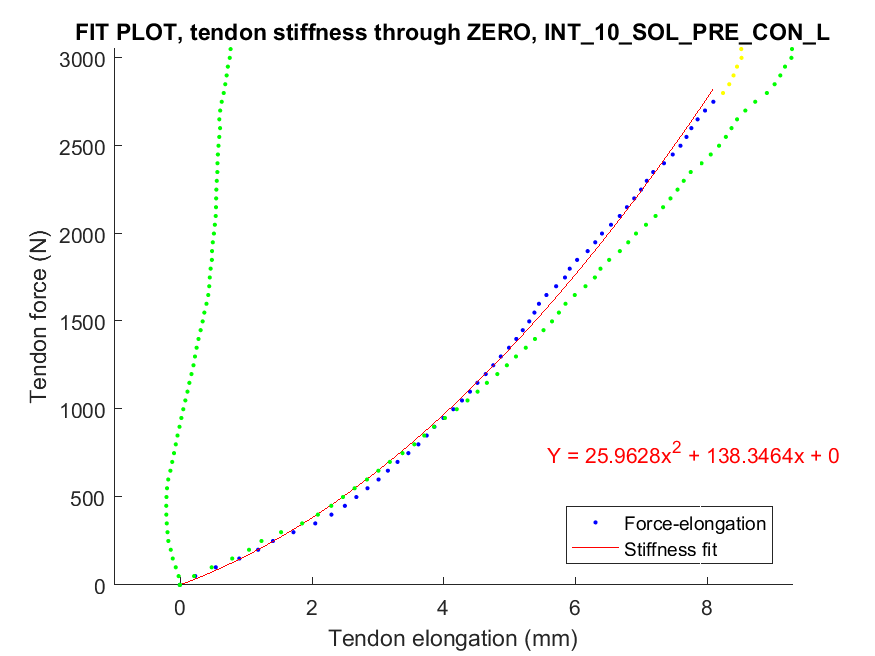 FIT PLOT, tendon stiffness through ZERO, INT_10_SOL_PRE_CON_L
3000
2500
2000
1500
1000
500
0
Tendon force (N)
Y = 25.9628x² + 138.3464x + 0
Force-elongation
Stiffness fit
0 2 4 6 8
Tendon elongation (mm)